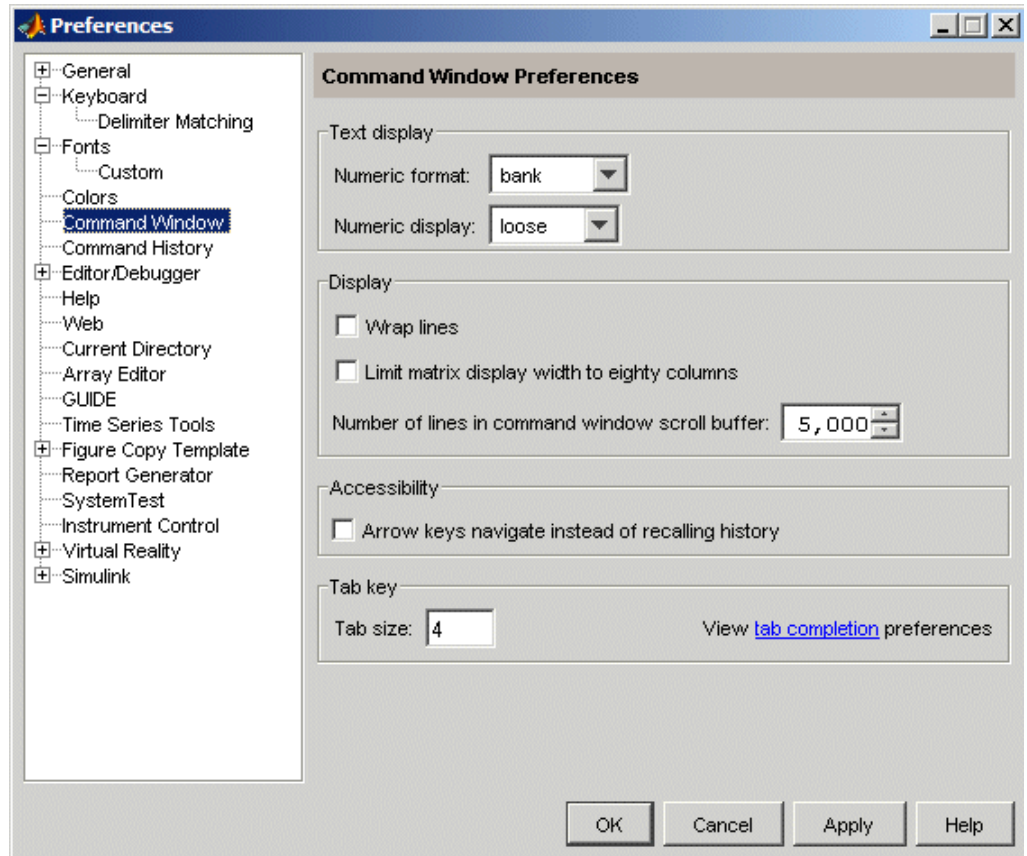 Preferences
General
Keyboard
Delimiter Matching
Fonts
Custom
Colors
Command Window
Command History
Editor/Debugger
Help
Web
Current Directory
Array Editor
GUIDE
Time Series Tools
Figure Copy Template
Report Generator
SystemTest
Instrument Control
Virtual Reality
Simulink
Command Window Preferences
Text display
Numeric format: bank
Numeric display: loose
Display
Wrap lines
Limit matrix display width to eighty columns
Number of lines in command window scroll buffer: 5,000
Accessibility
Arrow keys navigate instead of recalling history
Tab key
Tab size: 4 View tab completion preferences
OK Cancel Apply Help